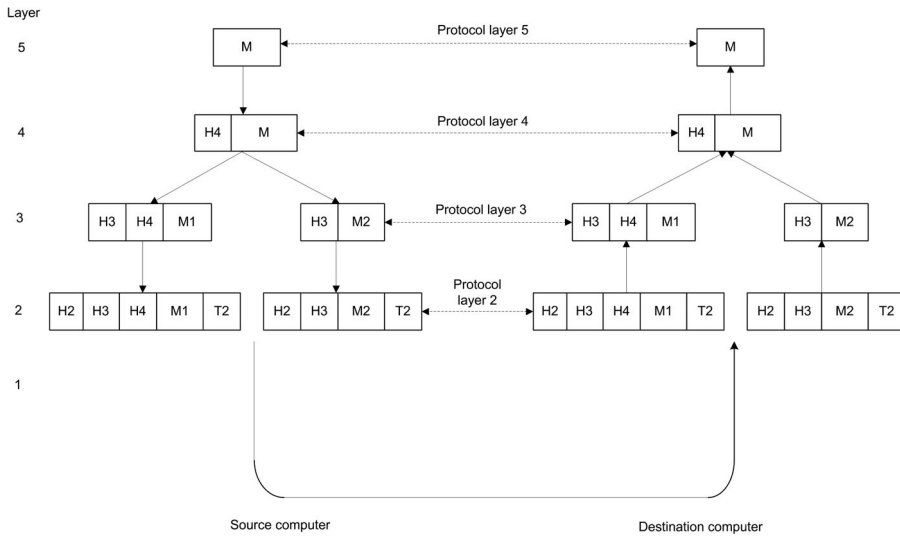 Layer
5 M Protocol layer 5 M
4 H4 M Protocol layer 4 H4 M
3 H3 H4 M1 H3 M2 Protocol layer 3 H3 H4 M1 H3 M2
Protocol
layer 2
2 H2 H3 H4 M1 T2 H2 H3 M2 T2 H2 H3 H4 M1 T2 H2 H3 M2 T2
1
Source computer Destination computer